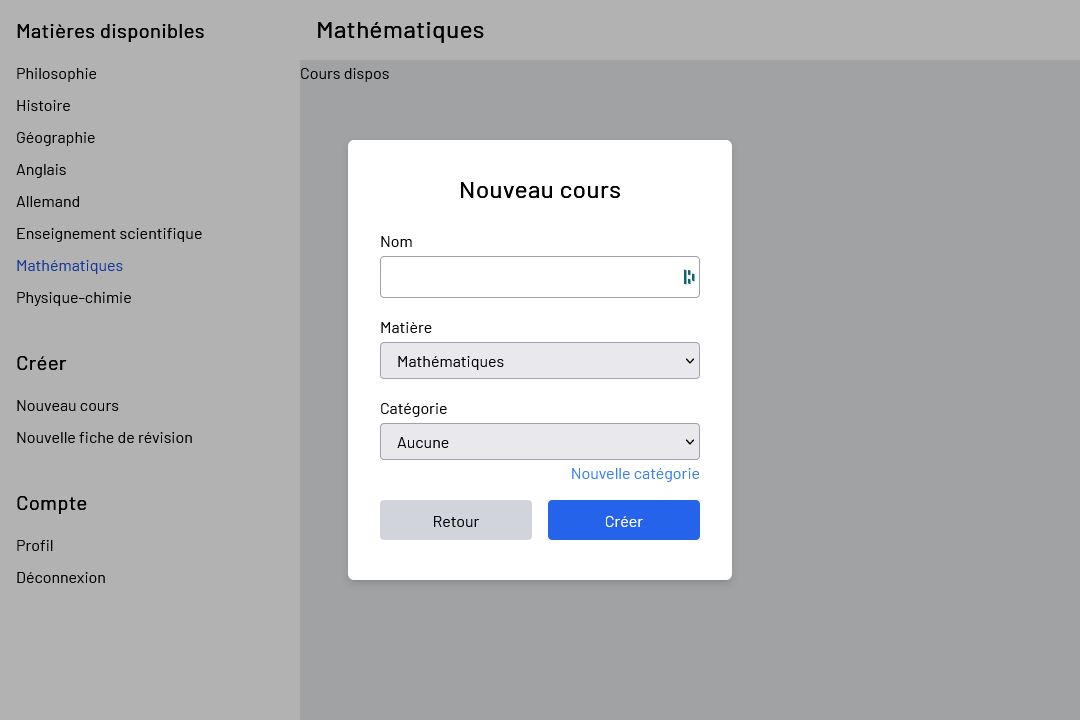 Matières disponibles
Philosophie
Histoire
Géographie
Anglais
Allemand
Enseignement scientifique
Mathématiques
Physique-chimie
Créer
Nouveau cours
Nouvelle fiche de révision
Compte
Profil
Déconnexion
Mathématiques
Cours dispos
Nouveau cours
Nom
Matière
Mathématiques
Catégorie
Aucune
Nouvelle catégorie
Retour
Créer